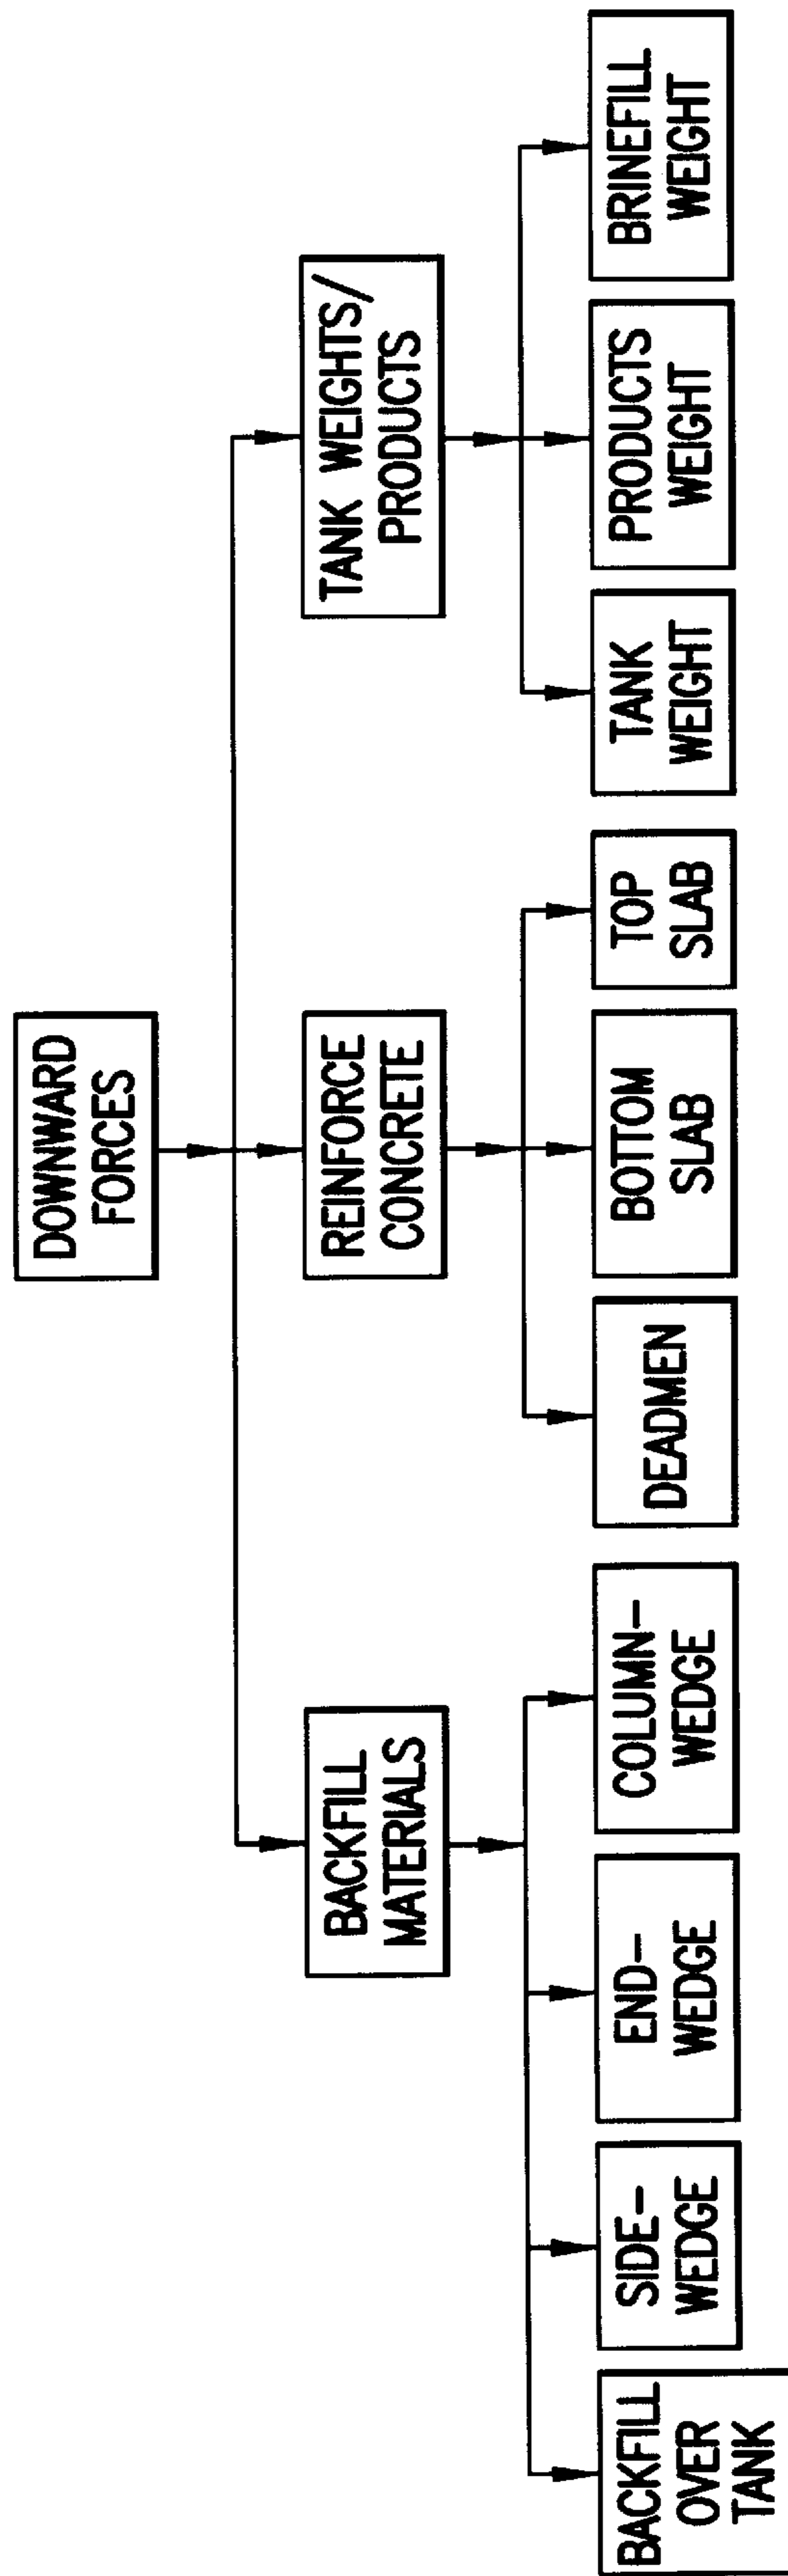 DOWNWARD
FORCES
BACKFILL
MATERIALS
REINFORCE
CONCRETE
TANK WEIGHTS/
PRODUCTS
BACKFILL
OVER
TANK
SIDE-
WEDGE
END-
WEDGE
COLUMN-
WEDGE
DEADMEN
BOTTOM
SLAB
TOP
SLAB
TANK
WEIGHT
PRODUCTS
WEIGHT
BRINEFILL
WEIGHT